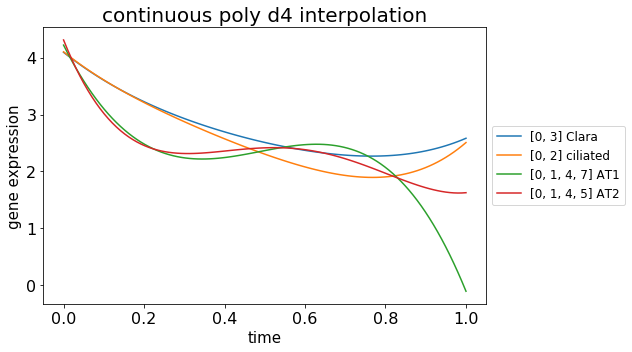 continuous poly d4 interpolation
gene expression
4
3
2
1
0
0.0 0.2 0.4 0.6 0.8 1.0
time
[0, 3] Clara
[0, 2] ciliated
[0, 1, 4, 7] AT1
[0, 1, 4, 5] AT2